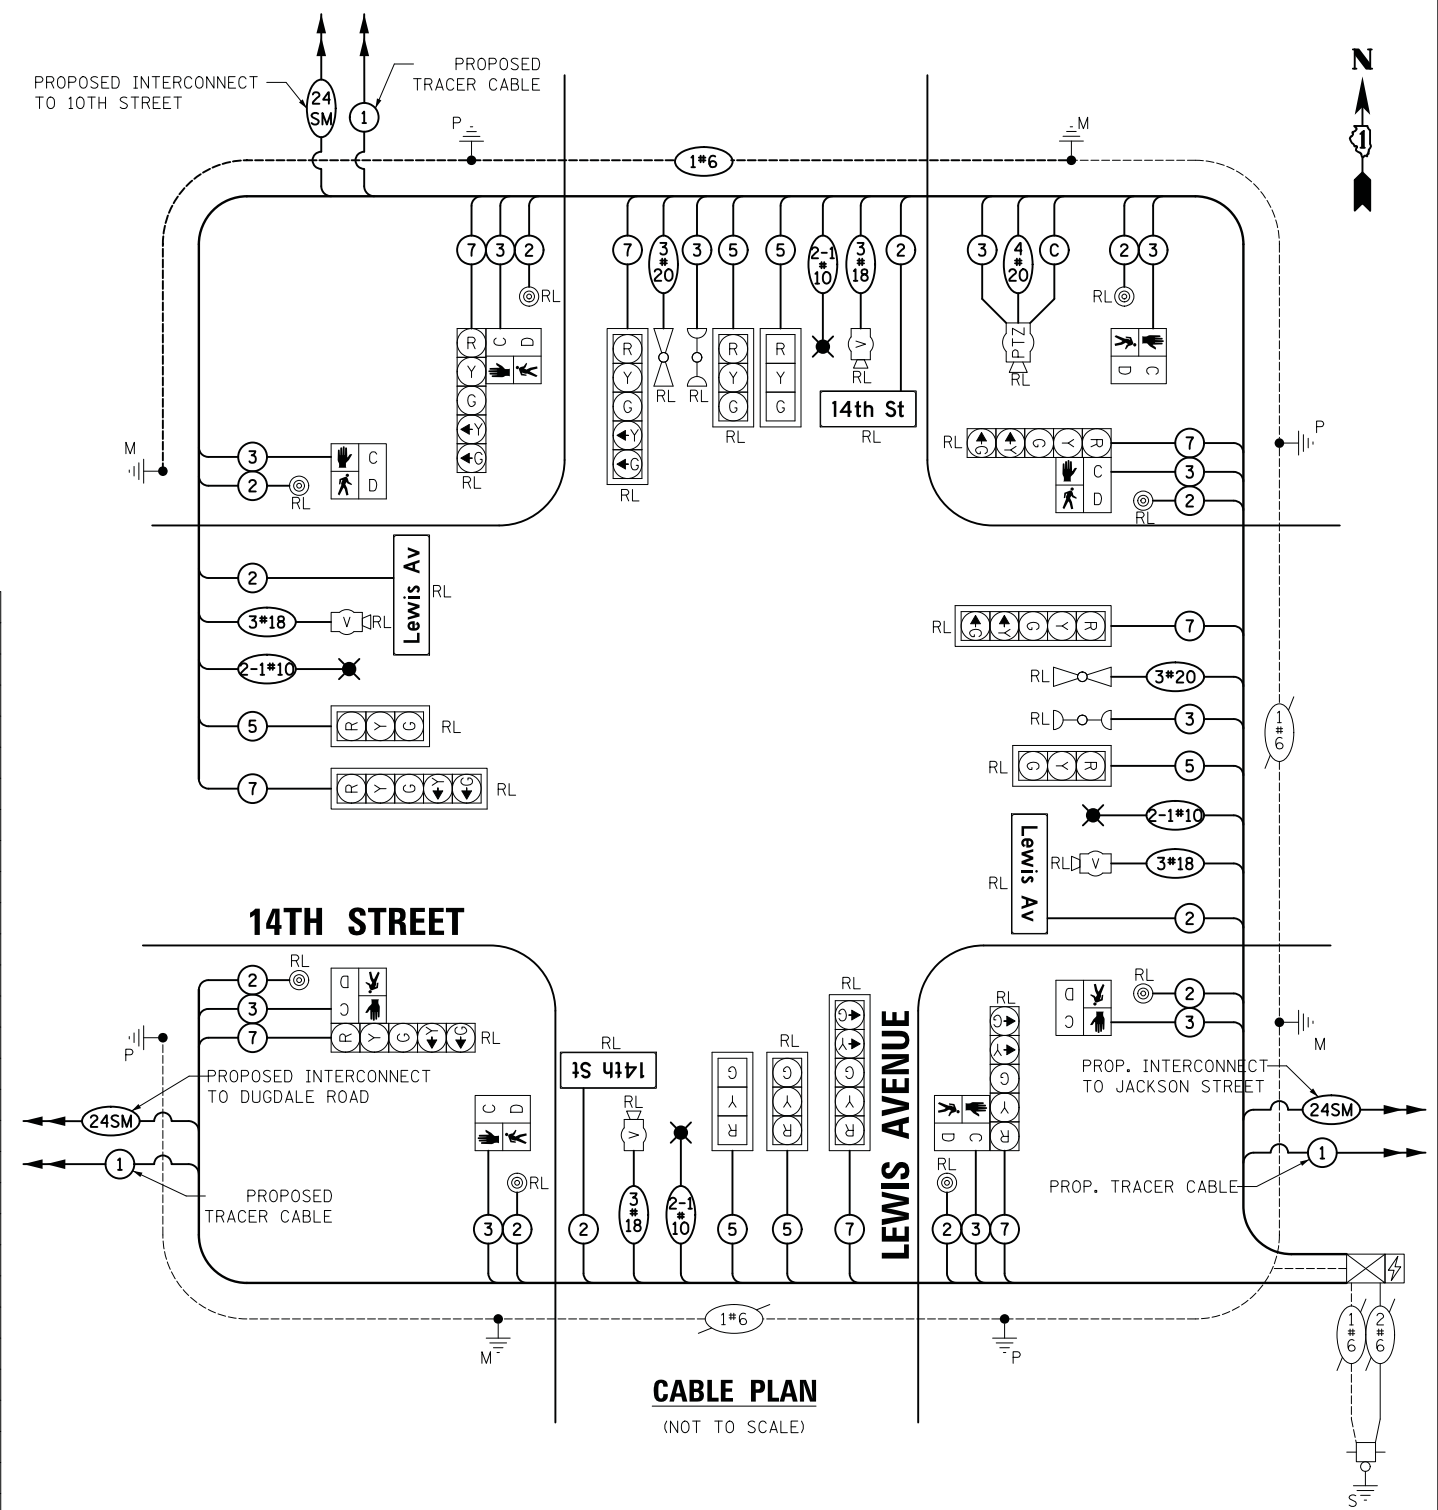 PROPOSED INTERCONNECT
TO 10TH STREET
24
SM
1
PROPOSED
TRACER CABLE
N
1
P
1#6
M
7 3 2
RL
R Y G Y G
C D
RL
7
3
#
20
3
5
5
2-1
#
10
3
#
18
2
R Y G Y G
RL
RL
RL
R Y G
RL
R Y G
V
RL
14th St
RL
3
4
#
20
C
PTZ
RL
2 3
RL
D C
M
3
C
2
D
RL
RL
G Y G Y R
7
C
3
D
2
RL
P
2
Lewis Av
RL
3#18
V
RL
2-1#10
5
R Y G
RL
7
R Y G Y G
RL
RL
G Y G Y R
7
RL
3#20
RL
3
RL
G Y R
5
2-1#10
RL
V
3#18
RL
Lewis Av
2
1
#
6
14TH STREET
2
RL
D
3
C
7
R Y G Y G
RL
P
PROPOSED INTERCONNECT
TO DUGDALE ROAD
24SM
1
PROPOSED
TRACER CABLE
C D
RL
3 2
RL
14th St
2
RL
V
3
#
18
2-1
#
10
G Y R
5
G Y R
RL
5
RL
G Y G Y R
7
LEWIS AVENUE
RL
G Y G Y R
D C
RL
2 3 7
D
C
RL
2
3
M
PROP. INTERCONNECT
TO JACKSON STREET
24SM
1
PROP. TRACER CABLE
M
1#6
P
1
#
6
2
#
6
S
CABLE PLAN
(NOT TO SCALE)